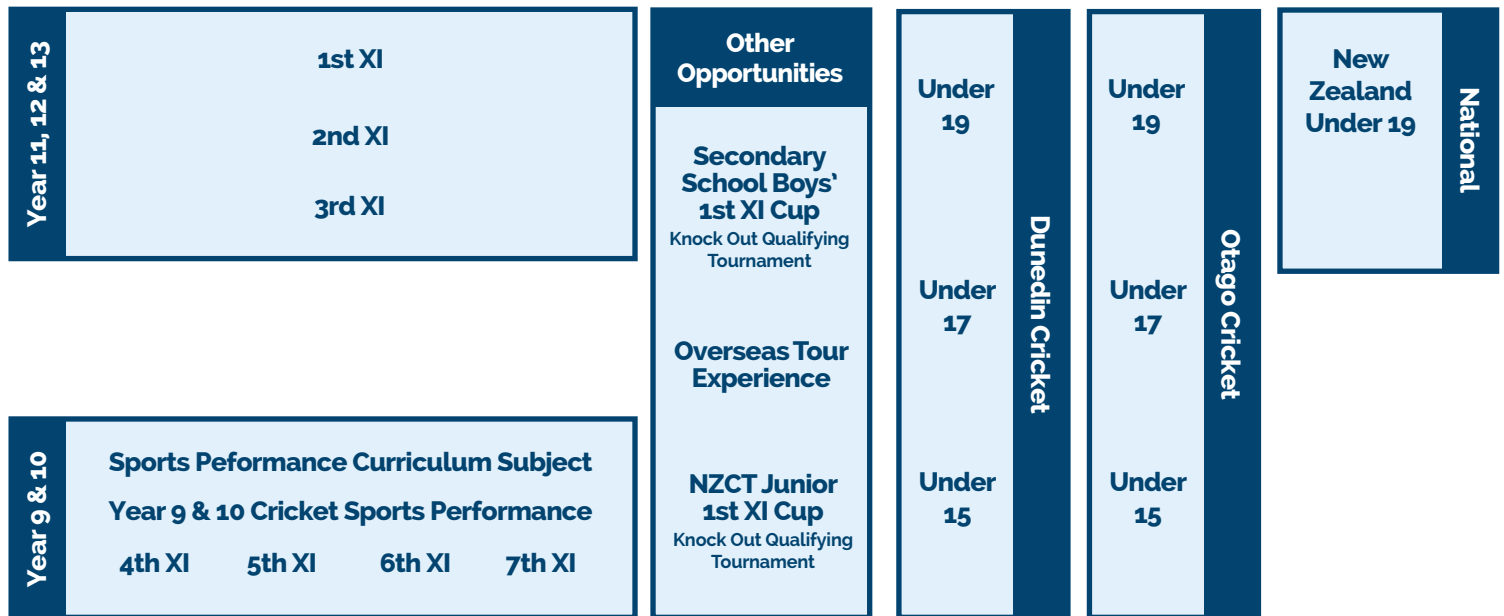 Year 11, 12 & 13
1st XI
2nd XI
3rd XI
Year 9 & 10
Sports Peformance Curriculum Subject
Year 9 & 10 Cricket Sports Performance
4th XI 5th XI 6th XI 7th XI
Other
Opportunities
Secondary
School Boys’
1st XI Cup
Knock Out Qualifying
Tournament
Overseas Tour
Experience
NZCT Junior
1st XI Cup
Knock Out Qualifying
Tournament
Under
19
Under
17
Under
15
Dunedin Cricket
Under
19
Under
17
Under
15
Otago Cricket
New
Zealand
Under 19
National